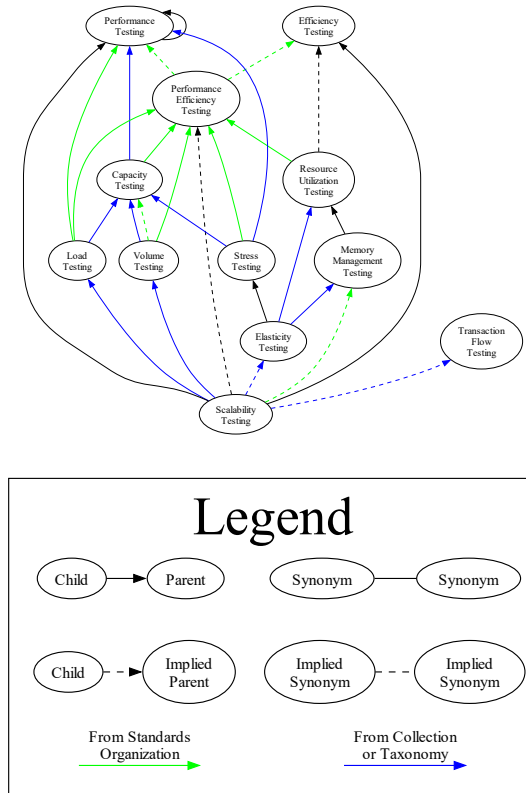 Performance
Testing
Efficiency
Testing
Performance
Efficiency
Testing
Capacity
Testing
Resource
Utilization
Testing
Load
Testing
Volume
Testing
Stress
Testing
Memory
Management
Testing
Elasticity
Testing
Transaction
Flow
Testing
Scalability
Testing
Legend
Child
Parent
Synonym
Synonym
Child
Implied
Parent
Implied
Synonym
Implied
Synonym
From Standards
Organization
From Collection
or Taxonomy